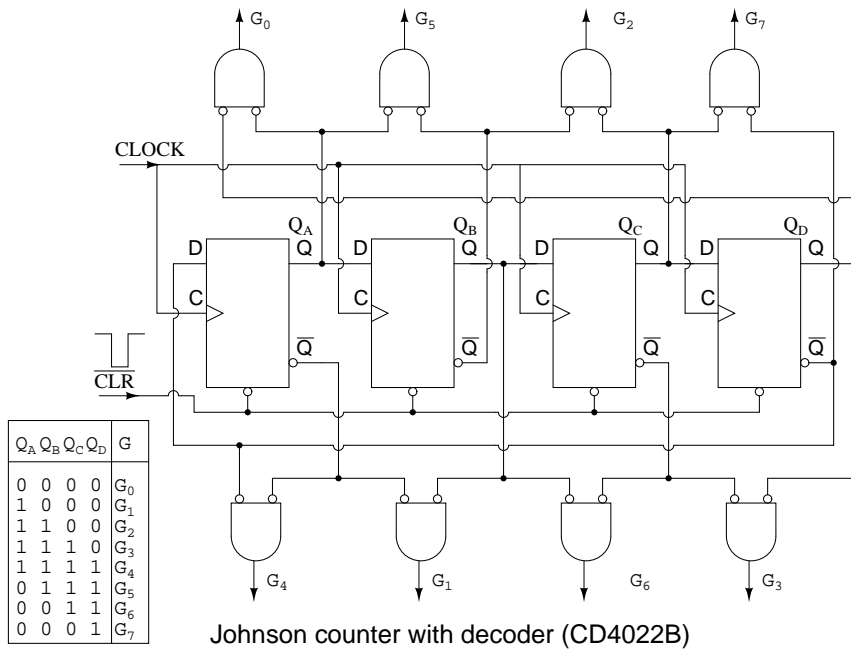 G0 G5 G2 G7
CLOCK
QA QB QC QD
D Q D Q D Q D Q
C C C C
Q̅ Q̅ Q̅ Q̅
C̅L̅R̅
QA QB QC QD G
0 0 0 0 G0
1 0 0 0 G1
1 1 0 0 G2
1 1 1 0 G3
1 1 1 1 G4
0 1 1 1 G5
0 0 1 1 G6
0 0 0 1 G7
G4 G1 G6 G3
Johnson counter with decoder (CD4022B)